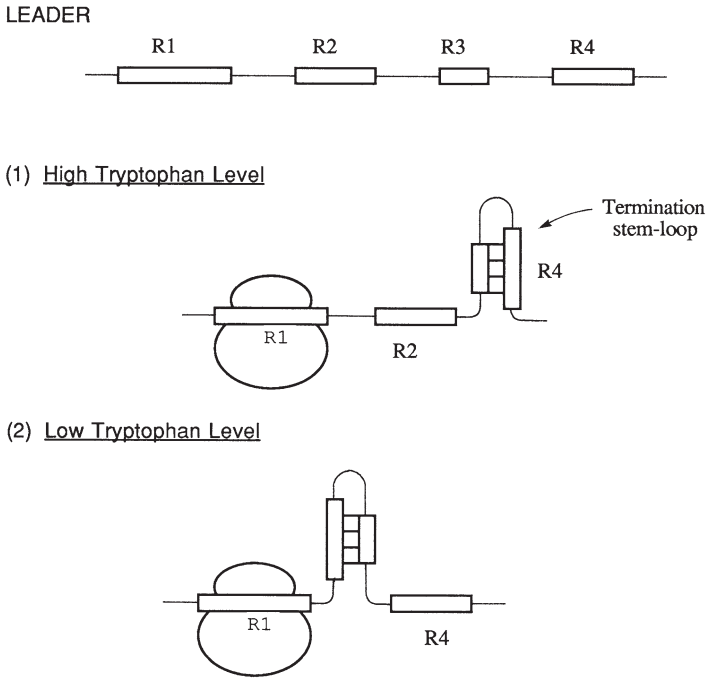 LEADER
R1 R2 R3 R4
(1) High Tryptophan Level
Termination
stem-loop
R4
R1
R2
(2) Low Tryptophan Level
R1
R4